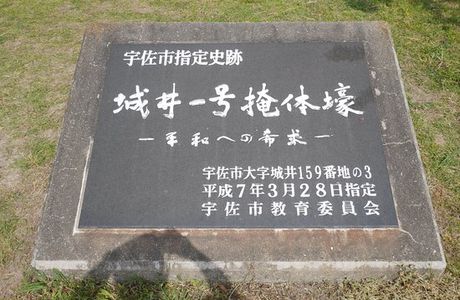 宇佐市指定史跡
城井一号掩体壕
ー平和への希求ー
宇佐市大字城井159番地の3
平成7年3月28日指定
宇佐市教育委員会